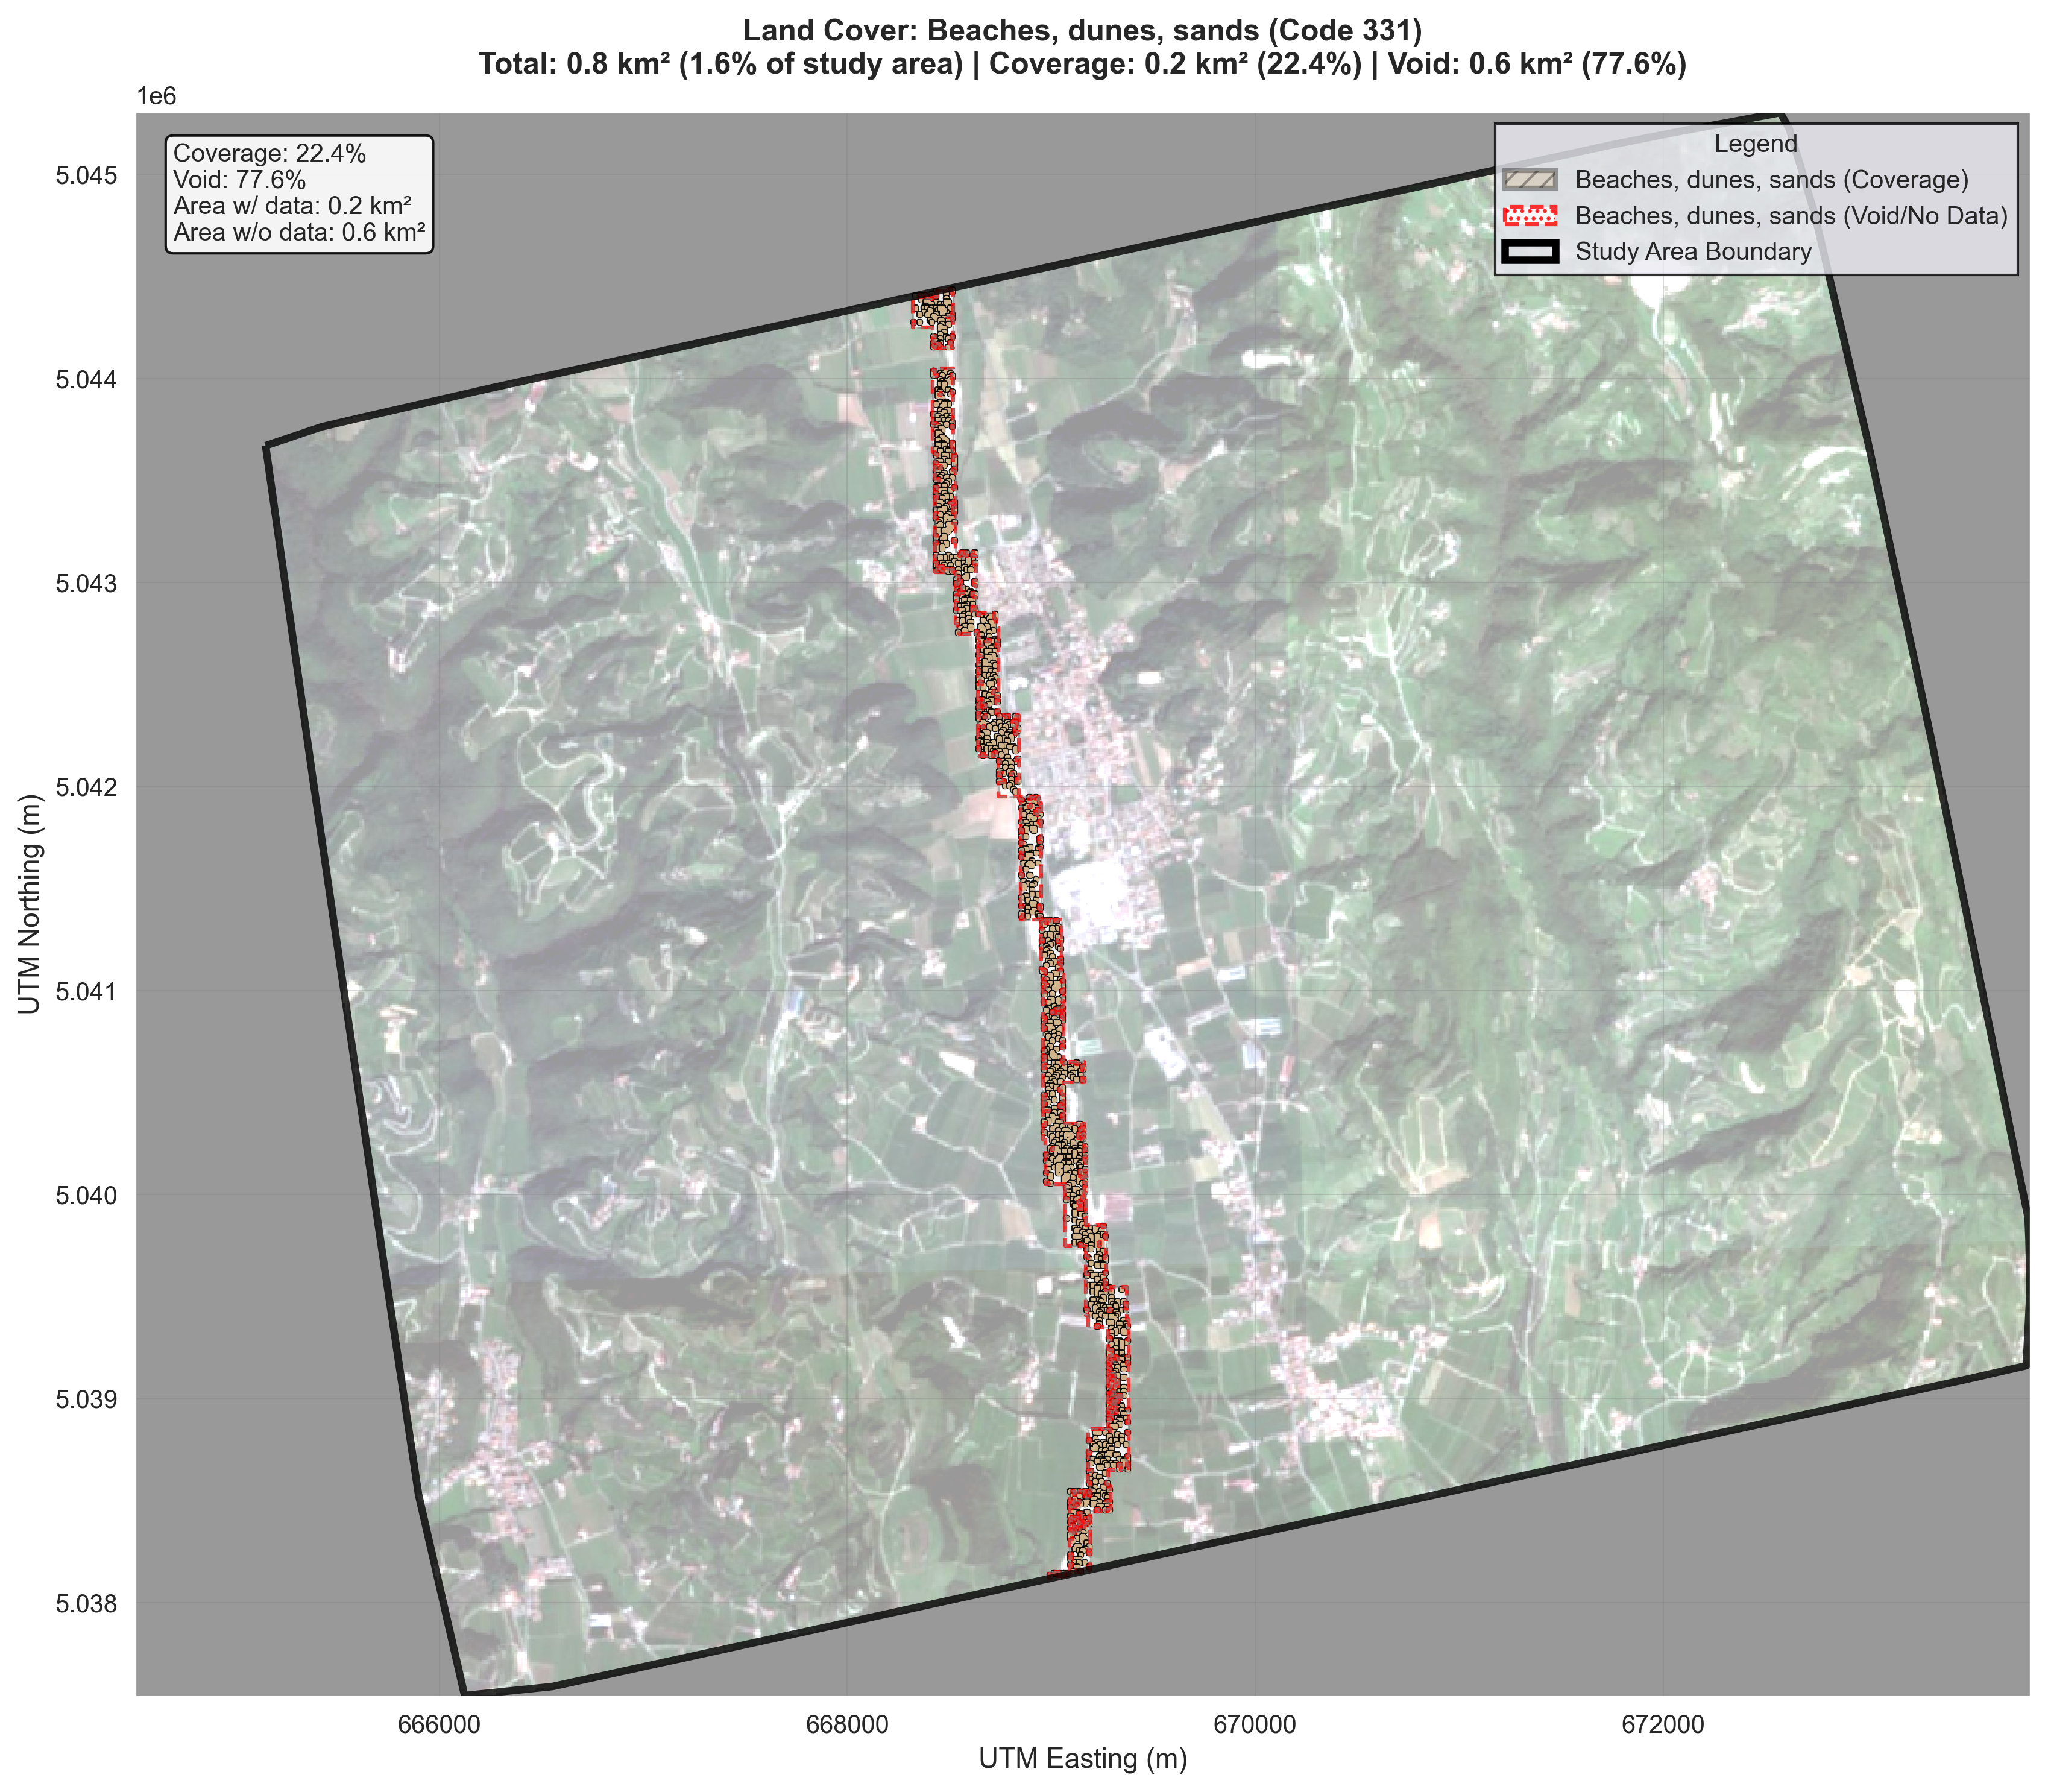 Land Cover: Beaches, dunes, sands (Code 331)
Total: 0.8 km² (1.6% of study area) | Coverage: 0.2 km² (22.4%) | Void: 0.6 km² (77.6%)
1e6
Coverage: 22.4%
Void: 77.6%
Area w/ data: 0.2 km²
Area w/o data: 0.6 km²
Legend
Beaches, dunes, sands (Coverage)
Beaches, dunes, sands (Void/No Data)
Study Area Boundary
5.045
5.044
5.043
5.042
5.041
5.040
5.039
5.038
UTM Northing (m)
666000
668000
670000
672000
UTM Easting (m)